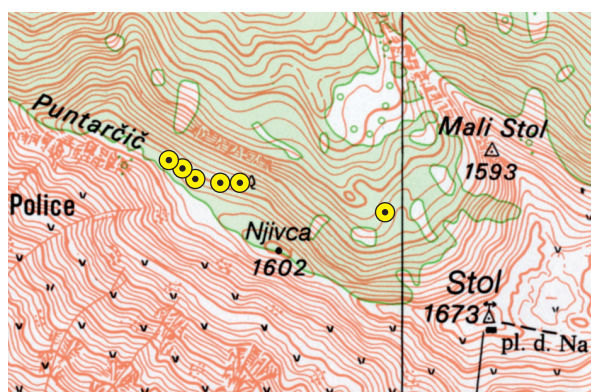 Puntarčič
Mali Stol
1593
Police
Njivca
1602
Stol
1673
pl. d. Na